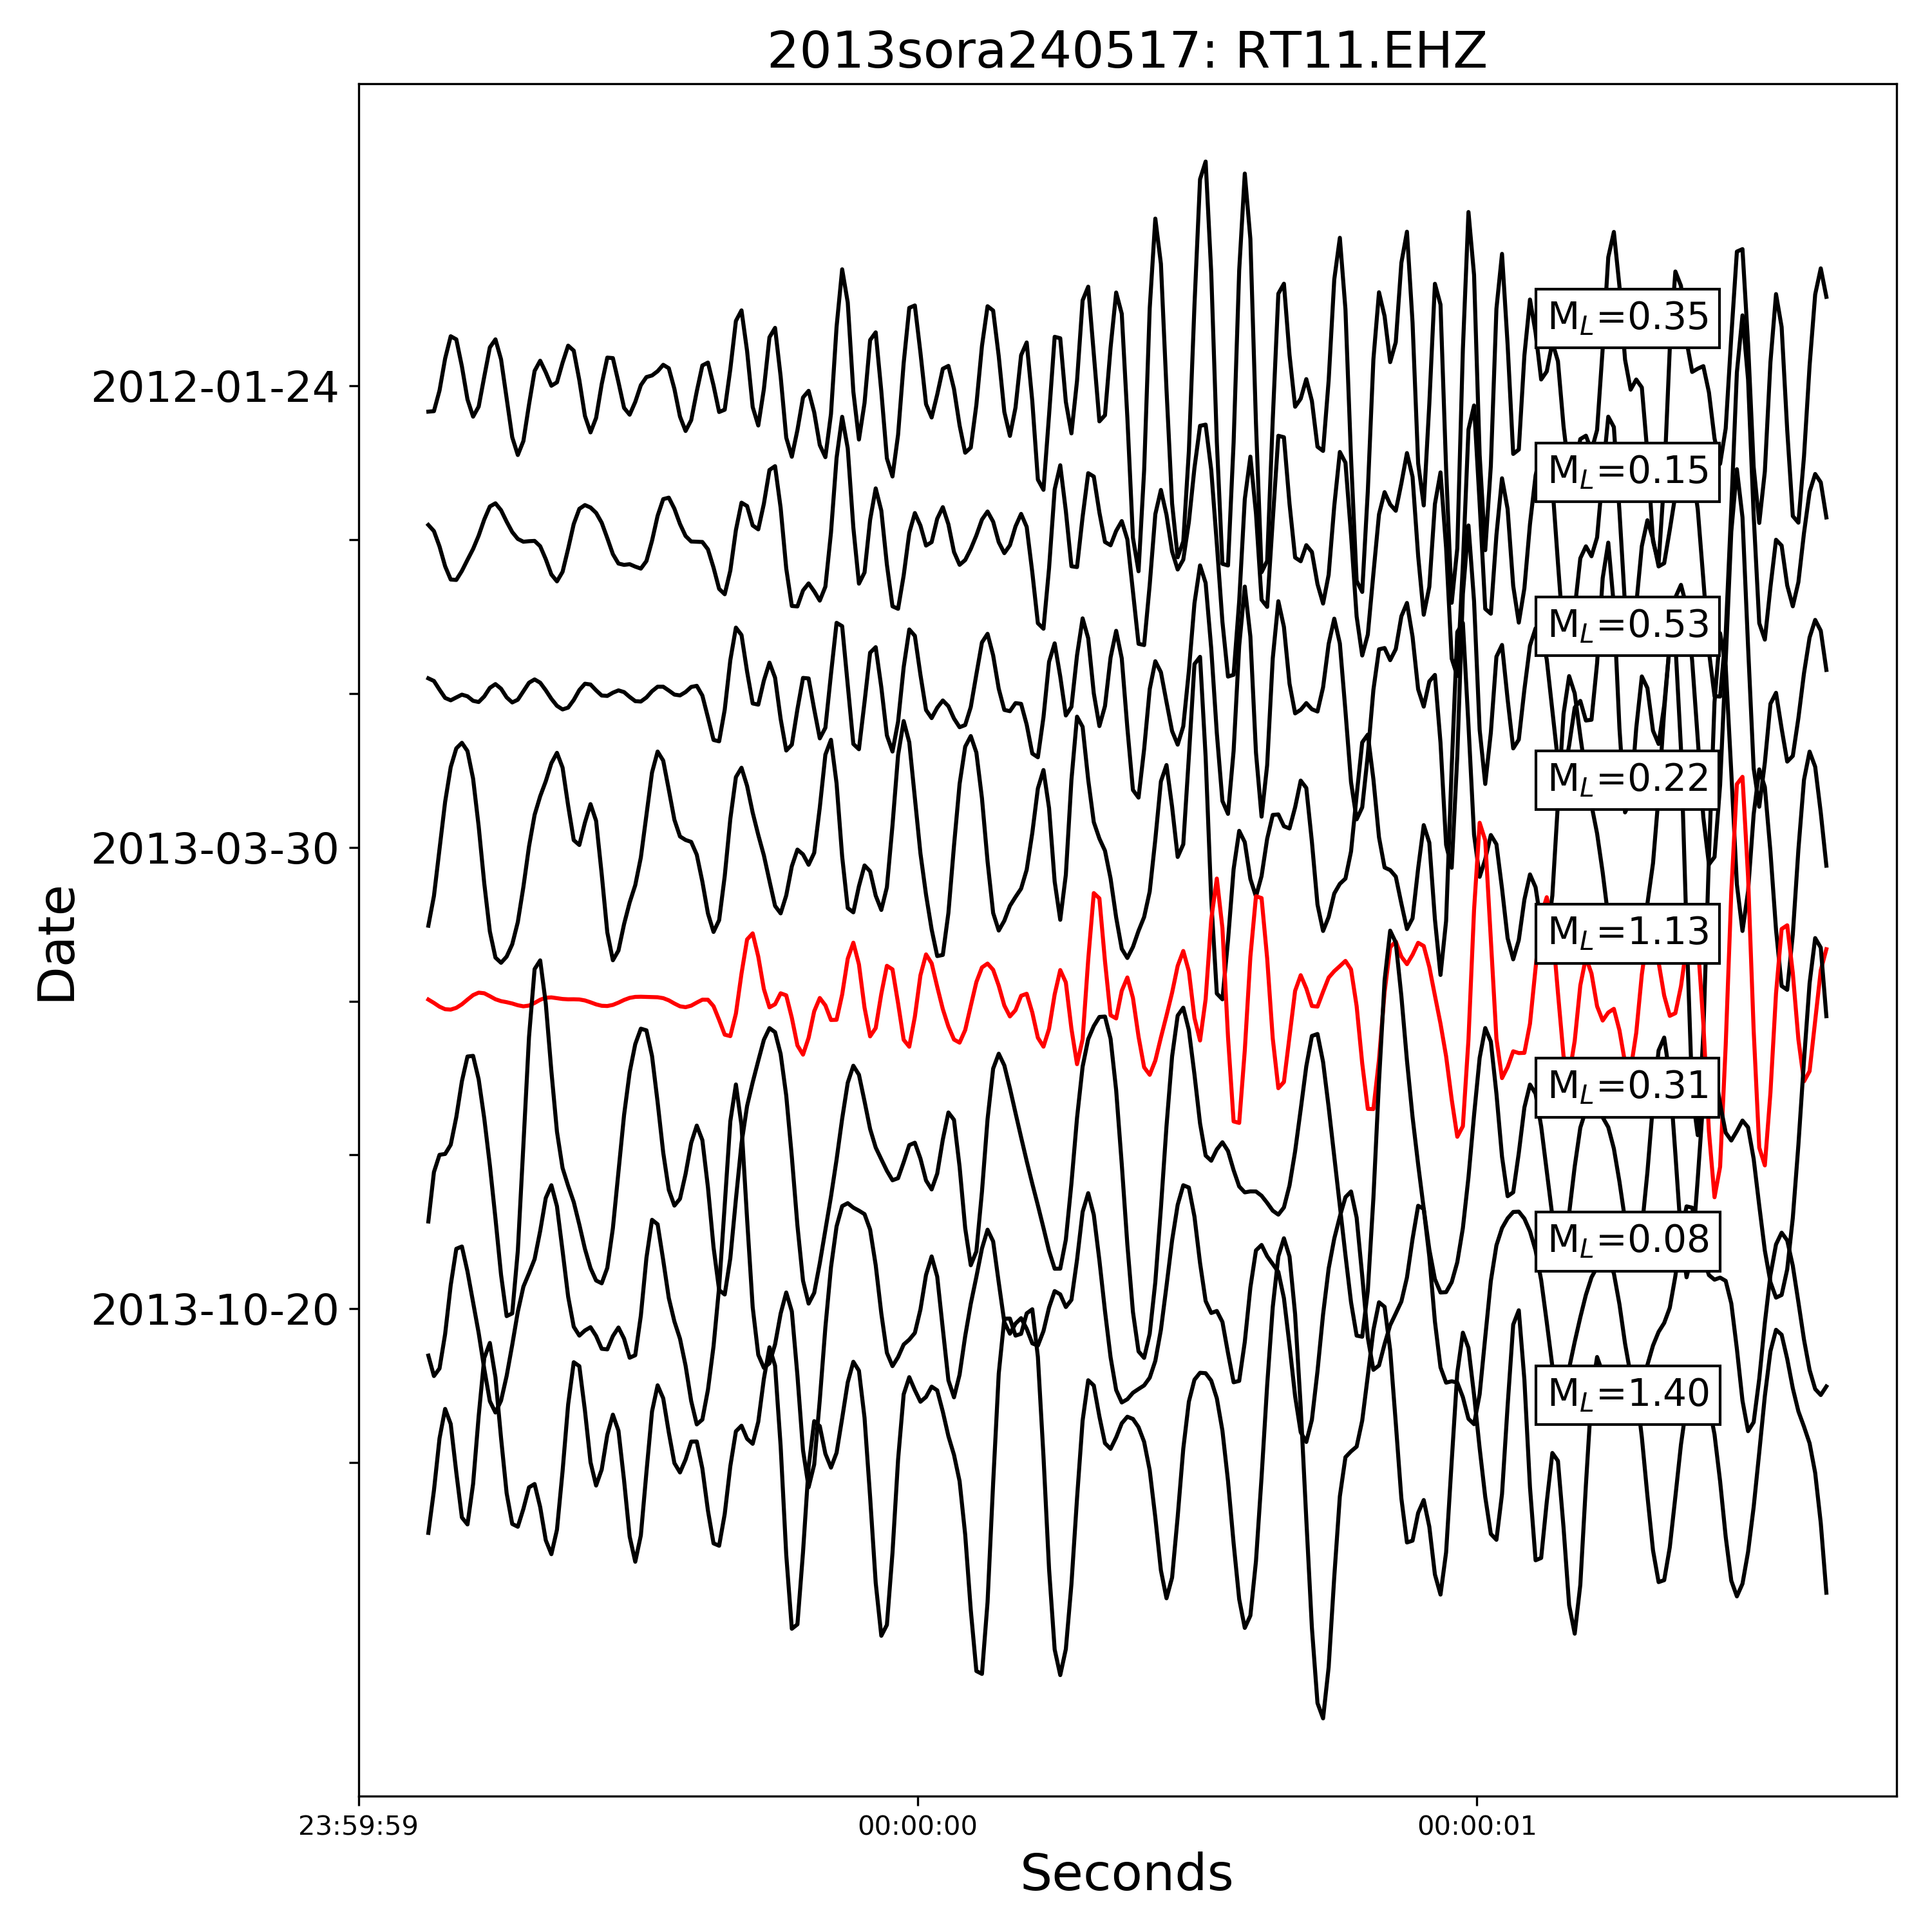 2013sora240517: RT11.EHZ
2012-01-24
2013-03-30
2013-10-20
Date
M_L=0.35
M_L=0.15
M_L=0.53
M_L=0.22
M_L=1.13
M_L=0.31
M_L=0.08
M_L=1.40
23:59:59 00:00:00 00:00:01
Seconds